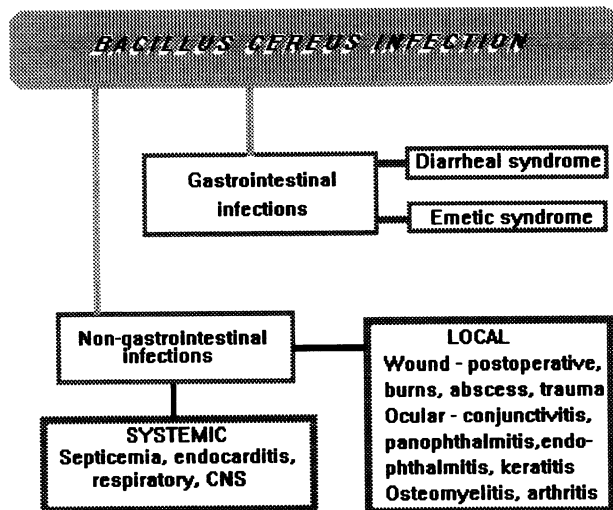 BACILLUS CEREUS INFECTION
Gastrointestinal
infections
Diarrheal syndrome
Emetic syndrome
Non-gastrointestinal
infections
SYSTEMIC
Septicemia, endocarditis,
respiratory, CNS
LOCAL
Wound - postoperative,
burns, abscess, trauma
Ocular - conjunctivitis,
panophthalmitis,endo-
phthalmitis, keratitis
Osteomyelitis, arthritis